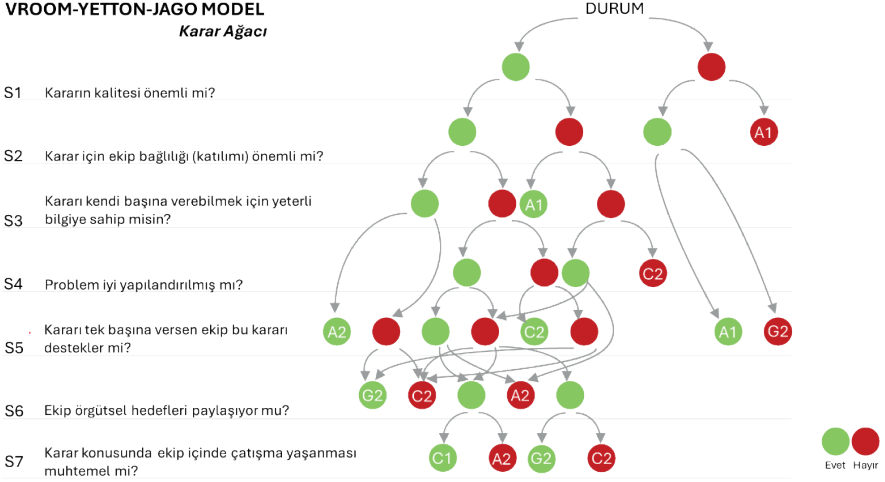 VROOM-YETTON-JAGO MODEL
Karar Ağacı
DURUM
S1 Kararın kalitesi önemli mi?
A1
S2 Karar için ekip bağlılığı (katılımı) önemli mi?
S3 Kararı kendi başına verebilmek için yeterli
bilgiye sahip misin?
A1
S4 Problem iyi yapılandırılmış mı?
C2
S5 Kararı tek başına versen ekip bu kararı
destekler mi?
A2 C2 A1 G2
S6 Ekip örgütsel hedefleri paylaşıyor mu?
G2 C2 A2
S7 Karar konusunda ekip içinde çatışma yaşanması
muhtemel mi?
C1 A2 G2 C2
Evet Hayır